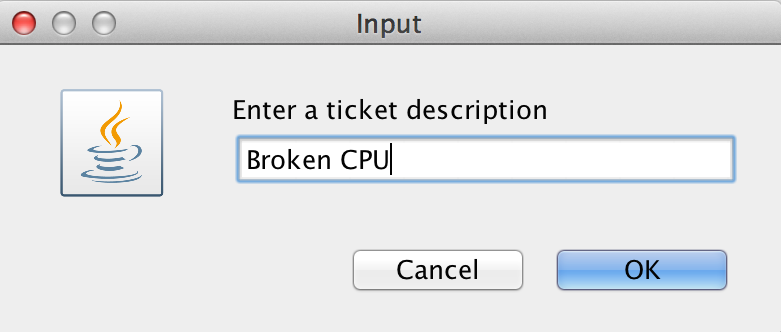 Input
Enter a ticket description
Broken CPU
Cancel OK